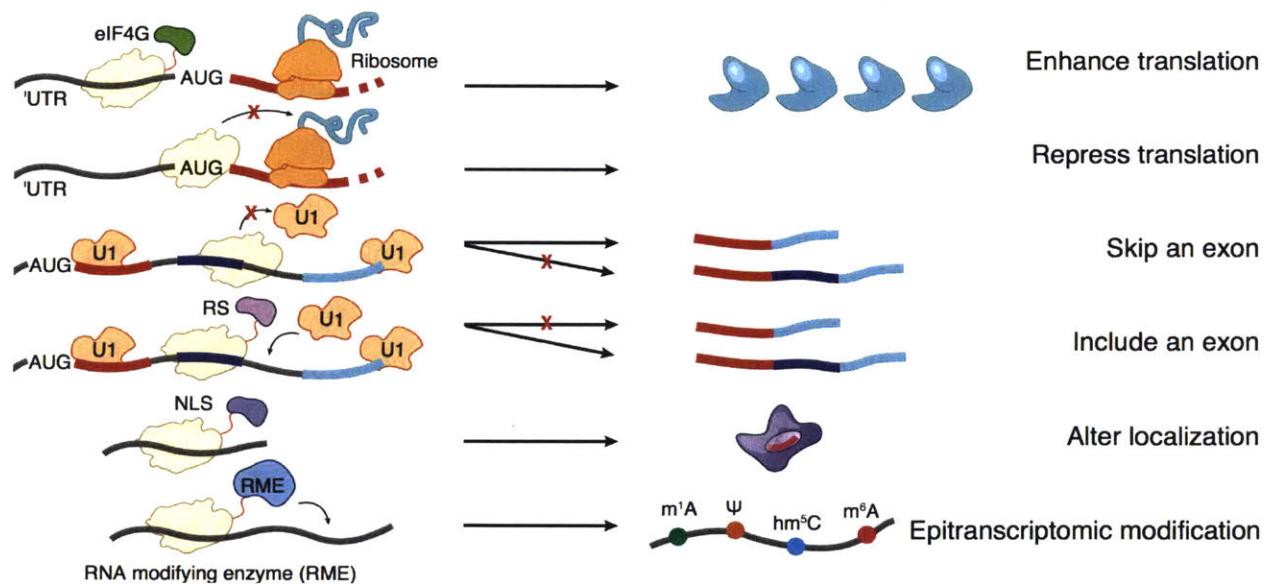 eIF4G
Ribosome
AUG
'UTR
Enhance translation
X
AUG
'UTR
Repress translation
X
U1
U1
U1
AUG
X
Skip an exon
RS
U1
X
U1
U1
AUG
Include an exon
NLS
Alter localization
RME
m¹A
Ψ
hm⁵C
m⁶A
Epitranscriptomic modification
RNA modifying enzyme (RME)